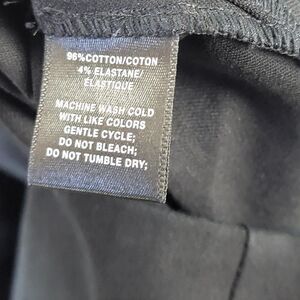 96%COTTON/COTON
4% ELASTANE/
ELASTIQUE
MACHINE WASH COLD
WITH LIKE COLORS
GENTLE CYCLE;
DO NOT BLEACH;
DO NOT TUMBLE DRY;